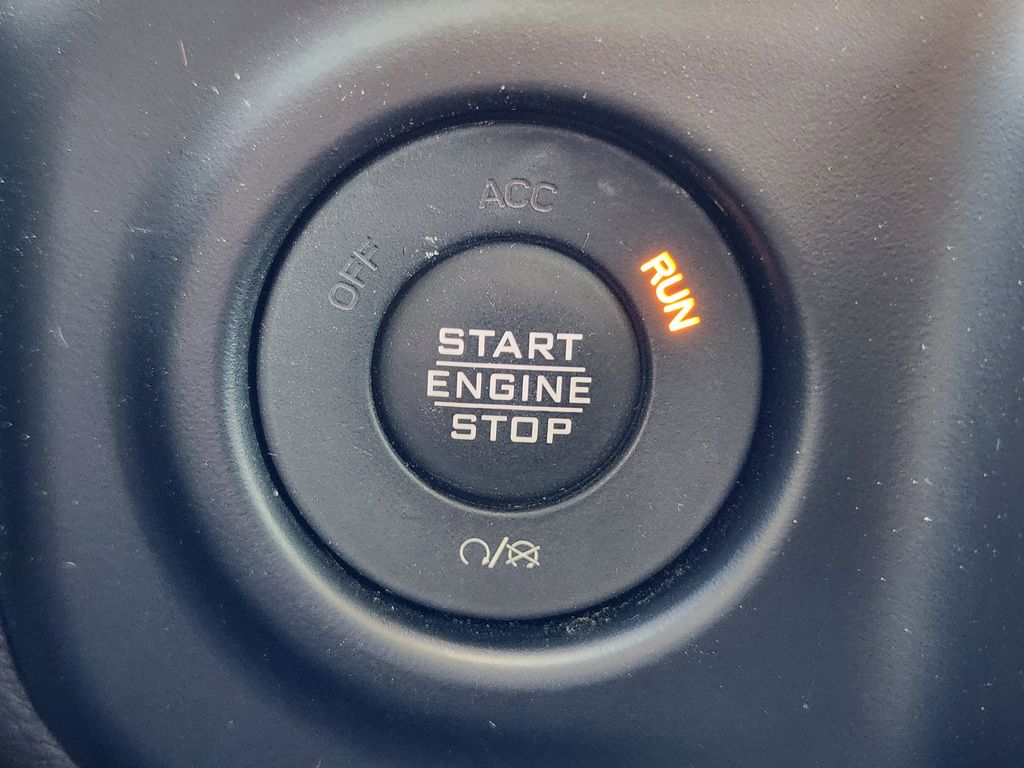 ACC
OFF
RUN
START
ENGINE
STOP